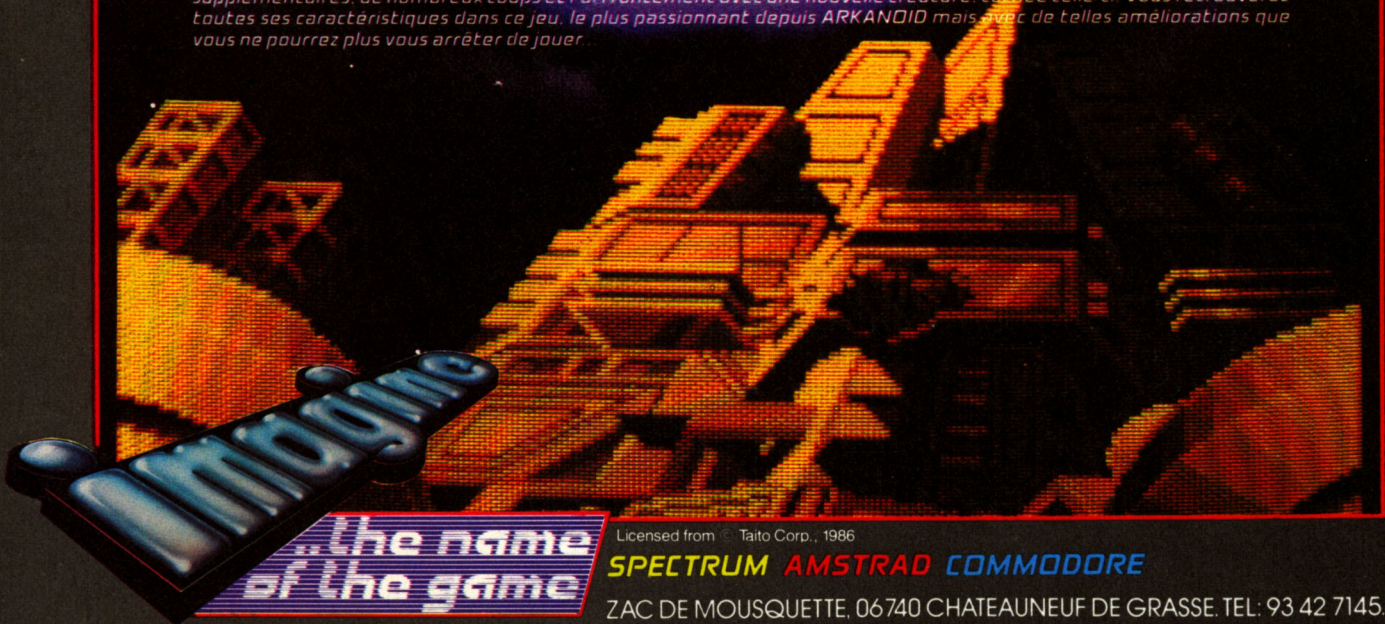 toutes ses caractéristiques dans ce jeu, le plus passionnant depuis ARKANOID mais avec de telles améliorations que
vous ne pourrez plus vous arrêter de jouer...
Imagine
...the name
of the game
Licensed from © Taito Corp., 1986
SPECTRUM AMSTRAD COMMODORE
ZAC DE MOUSQUETTE, 06740 CHATEAUNEUF DE GRASSE. TEL: 93 42 7145.